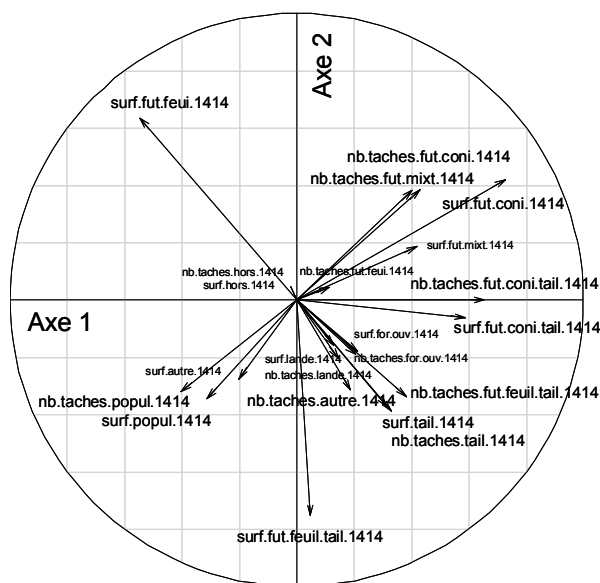 Axe 2
surf.fut.feui.1414
nb.taches.fut.coni.1414
nb.taches.fut.mixt.1414
surf.fut.coni.1414
surf.fut.mixt.1414
nb.taches.hors.1414
nb.taches.fut.feui.1414
surf.hors.1414
nb.taches.fut.coni.tail.1414
Axe 1
surf.fut.coni.tail.1414
surf.for.ouv.1414
surf.lande.1414
nb.taches.for.ouv.1414
surf.autre.1414
nb.taches.lande.1414
nb.taches.popul.1414
nb.taches.autre.1414
nb.taches.fut.feuil.tail.1414
surf.popul.1414
surf.tail.1414
nb.taches.tail.1414
surf.fut.feuil.tail.1414